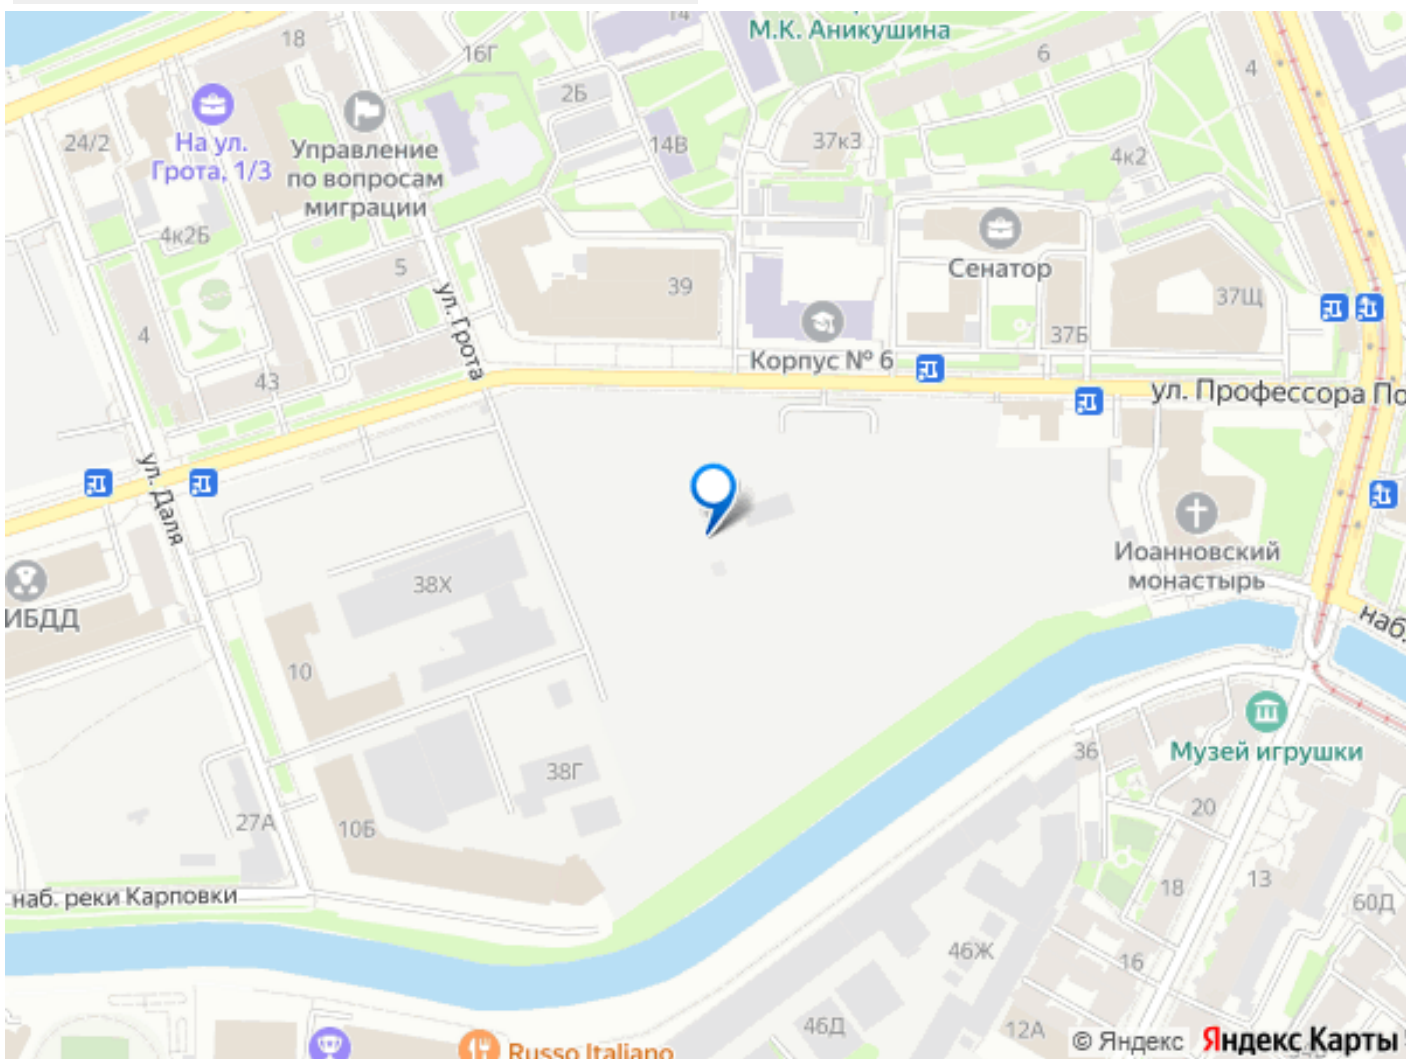 14
М.К. Аникушина
18
16Г
6
4
2Б
24/2
На ул.
Грота, 1/3
Управление
по вопросам
миграции
14В
37к3
4к2
4к2Б
5
39
Сенатор
37Щ
ул. Грота
4
43
Корпус № 6
37Б
ул. Профессора По
ул. Даля
Иоанновский
монастырь
ИБДД
38Х
наб.
10
Музей игрушки
36
38Г
20
27А
10Б
наб. реки Карповки
18
13
60Д
46Ж
16
46Д
12А
Russo Italiano
© Яндекс Яндекс Карты